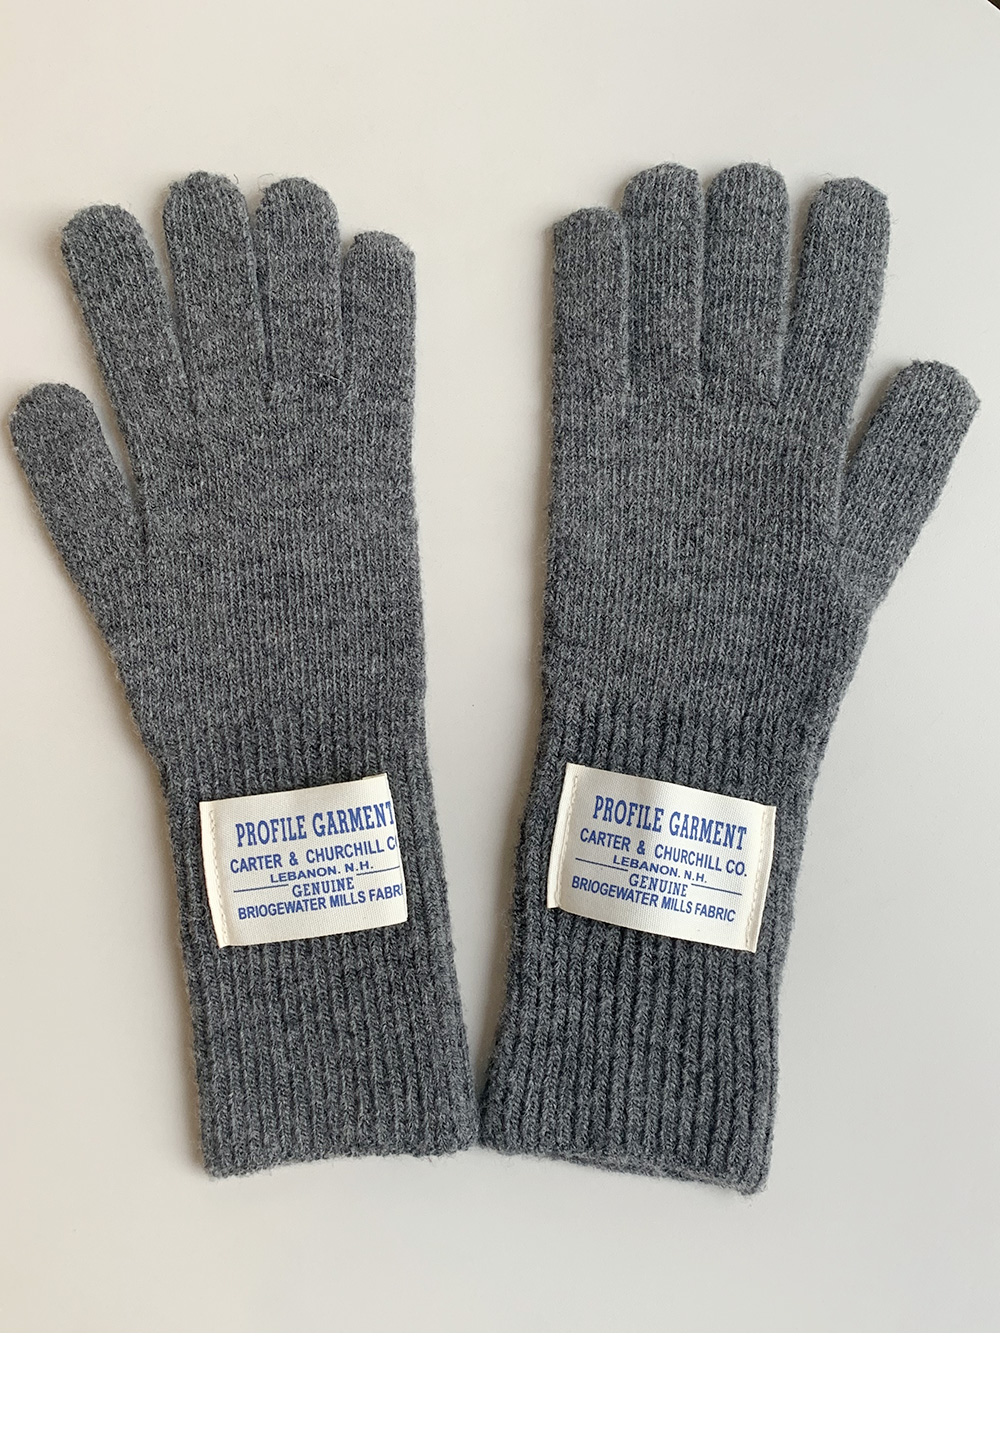 PROFILE GARMENT
CARTER & CHURCHILL CO
LEBANON. N.H.
GENUINE
BRIOGEWATER MILLS FABRI
PROFILE GARMENT
CARTER & CHURCHILL CO.
LEBANON. N.H.
GENUINE
BRIOGEWATER MILLS FABRIC